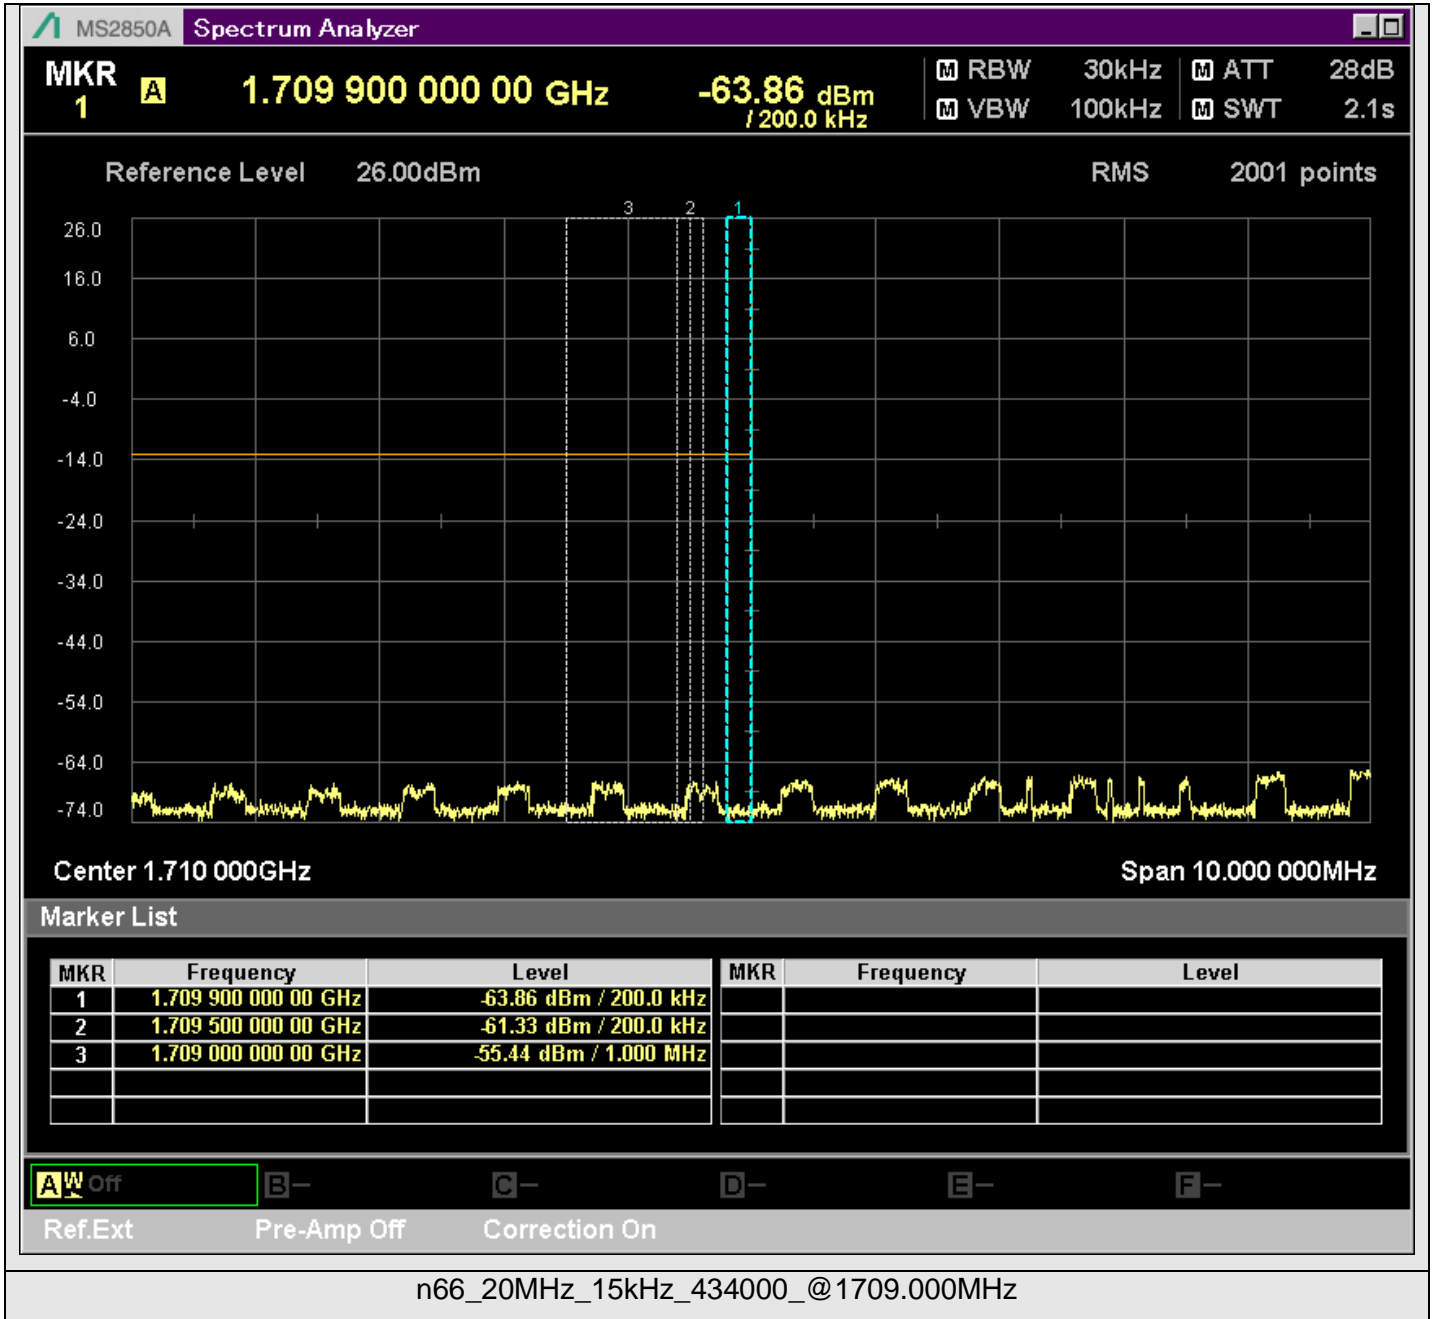 MS2850A Spectrum Analyzer
MKR 1 A 1.709 900 000 00 GHz -63.86 dBm / 200.0 kHz
M RBW 30kHz M ATT 28dB
M VBW 100kHz M SWT 2.1s
Reference Level 26.00dBm RMS 2001 points
3 2 1
26.0
16.0
6.0
-4.0
-14.0
-24.0
-34.0
-44.0
-54.0
-64.0
-74.0
Center 1.710 000GHz Span 10.000 000MHz
Marker List
MKR Frequency Level MKR Frequency Level
1 1.709 900 000 00 GHz -63.86 dBm / 200.0 kHz
2 1.709 500 000 00 GHz -61.33 dBm / 200.0 kHz
3 1.709 000 000 00 GHz -55.44 dBm / 1.000 MHz
A W Off B - C - D - E - F -
Ref.Ext Pre-Amp Off Correction On
n66_20MHz_15kHz_434000_@1709.000MHz